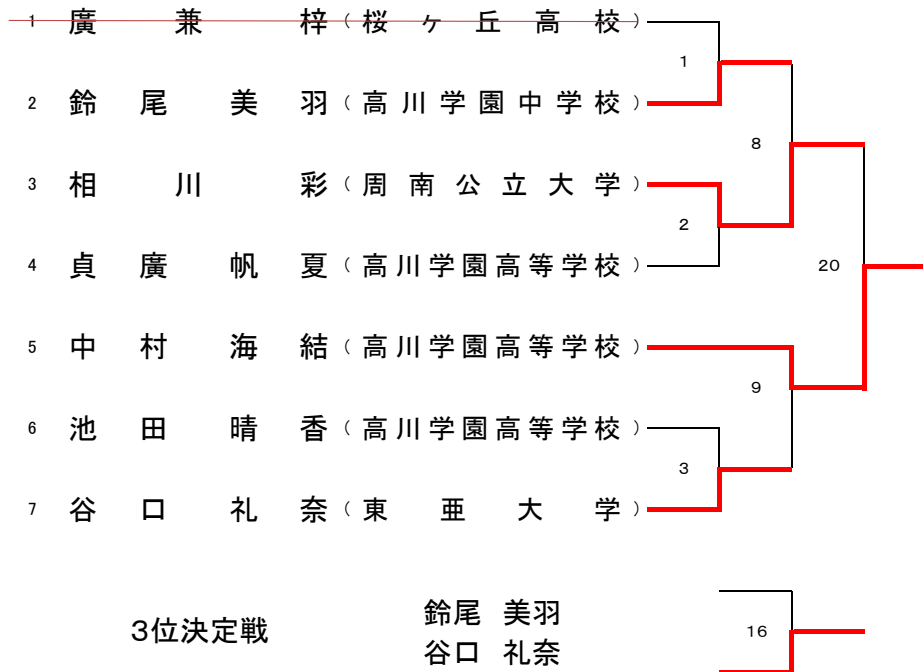 1 廣兼梓（桜ヶ丘高校）
1
2 鈴尾美羽（高川学園中学校）
8
3 相川彩（周南公立大学）
2
4 貞廣帆夏（高川学園高等学校）
20
5 中村海結（高川学園高等学校）
9
6 池田晴香（高川学園高等学校）
3
7 谷口礼奈（東亜大学）
3位決定戦
鈴尾 美羽
谷口 礼奈
16